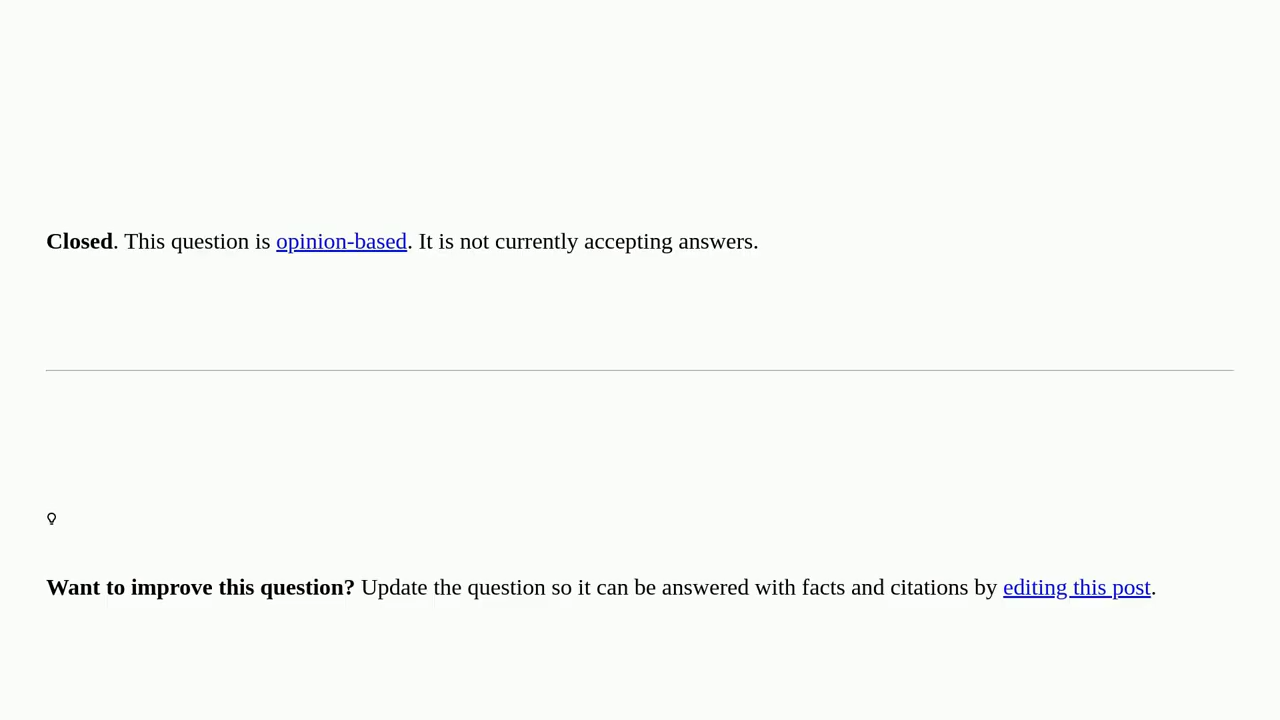 Closed. This question is opinion-based. It is not currently accepting answers.
Want to improve this question? Update the question so it can be answered with facts and citations by editing this post.